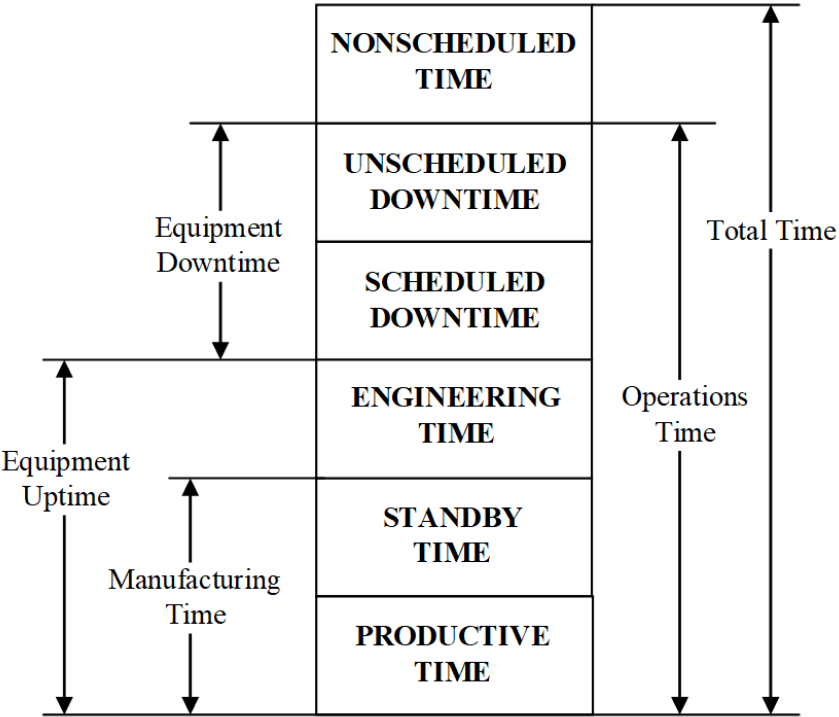 NONSCHEDULED
TIME
UNSCHEDULED
DOWNTIME
Equipment
Downtime
Total Time
SCHEDULED
DOWNTIME
ENGINEERING
TIME
Operations
Time
Equipment
Uptime
STANDBY
TIME
Manufacturing
Time
PRODUCTIVE
TIME